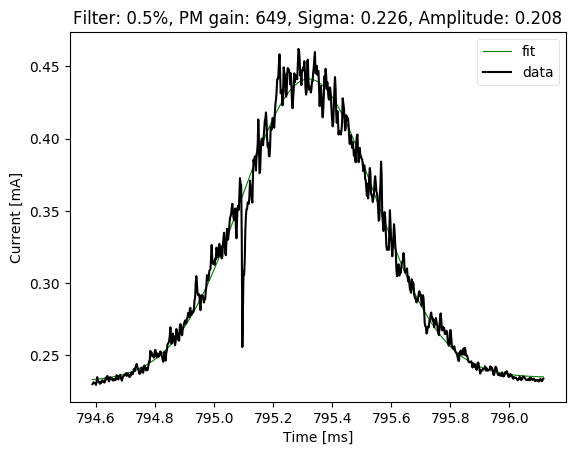 Filter: 0.5%, PM gain: 649, Sigma: 0.226, Amplitude: 0.208
fit
data
0.45
0.40
0.35
0.30
0.25
Current [mA]
794.6 794.8 795.0 795.2 795.4 795.6 795.8 796.0
Time [ms]